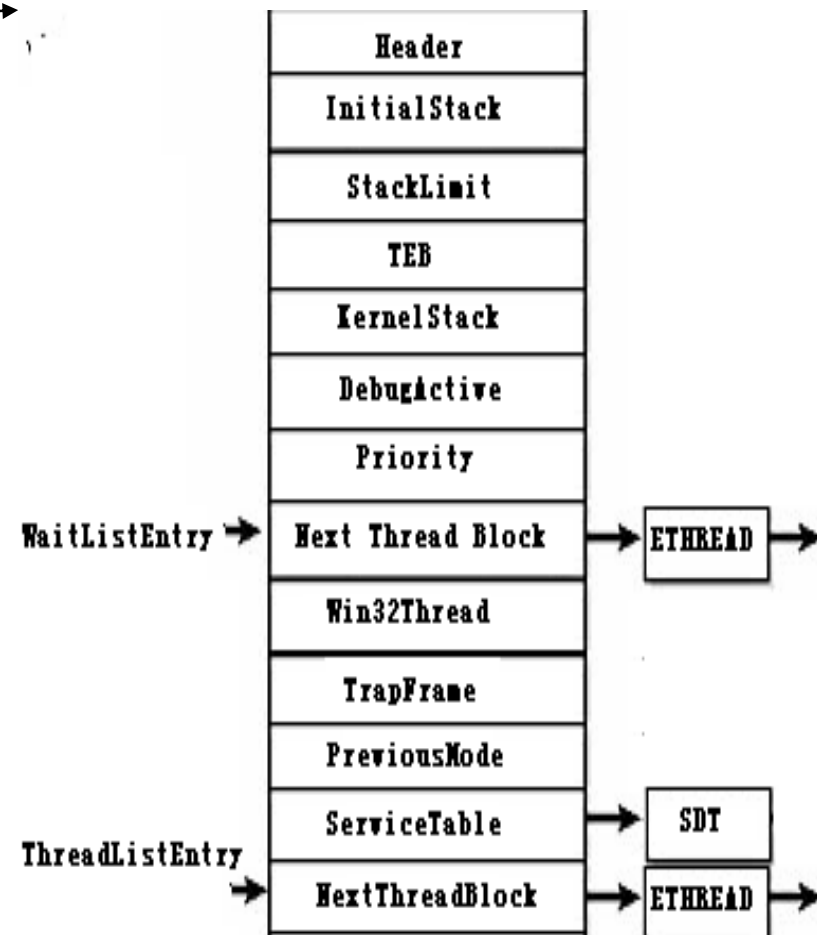 Header
InitialStack
StackLimit
TEB
KernelStack
DebugActive
Priority
WaitListEntry Next Thread Block ETHREAD
Win32Thread
TrapFrame
PreviousMode
ServiceTable SDT
ThreadListEntry
NextThreadBlock ETHREAD